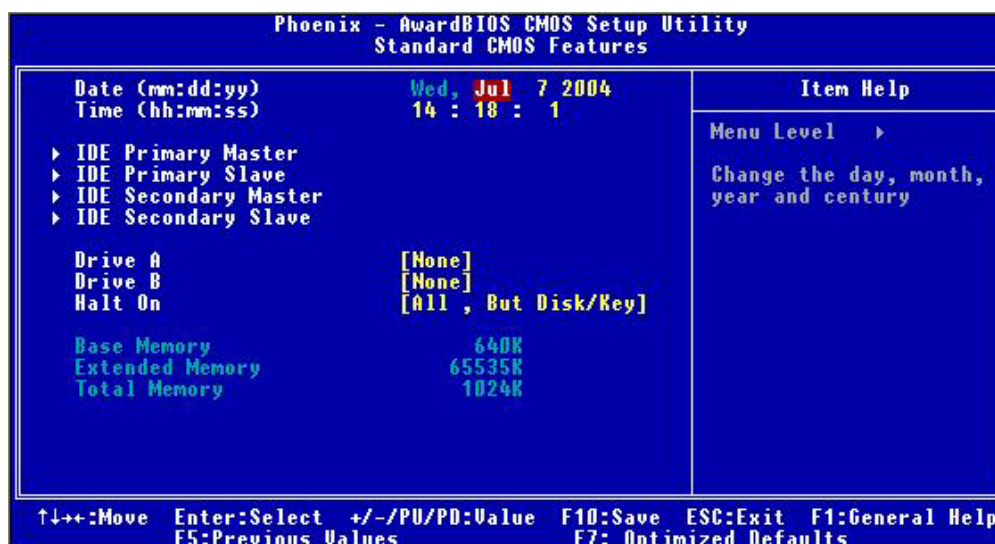 Phoenix - AwardBIOS CMOS Setup Utility
Standard CMOS Features
Date (mm:dd:yy) Wed, Jul 7 2004
Time (hh:mm:ss) 14 : 18 : 1
▸ IDE Primary Master
▸ IDE Primary Slave
▸ IDE Secondary Master
▸ IDE Secondary Slave
Drive A [None]
Drive B [None]
Halt On [All , But Disk/Key]
Base Memory 640K
Extended Memory 65535K
Total Memory 1024K
Item Help
Menu Level ▸
Change the day, month,
year and century
↑↓→←:Move Enter:Select +/-/PU/PD:Value F10:Save ESC:Exit F1:General Help
F5:Previous Values F7: Optimized Defaults